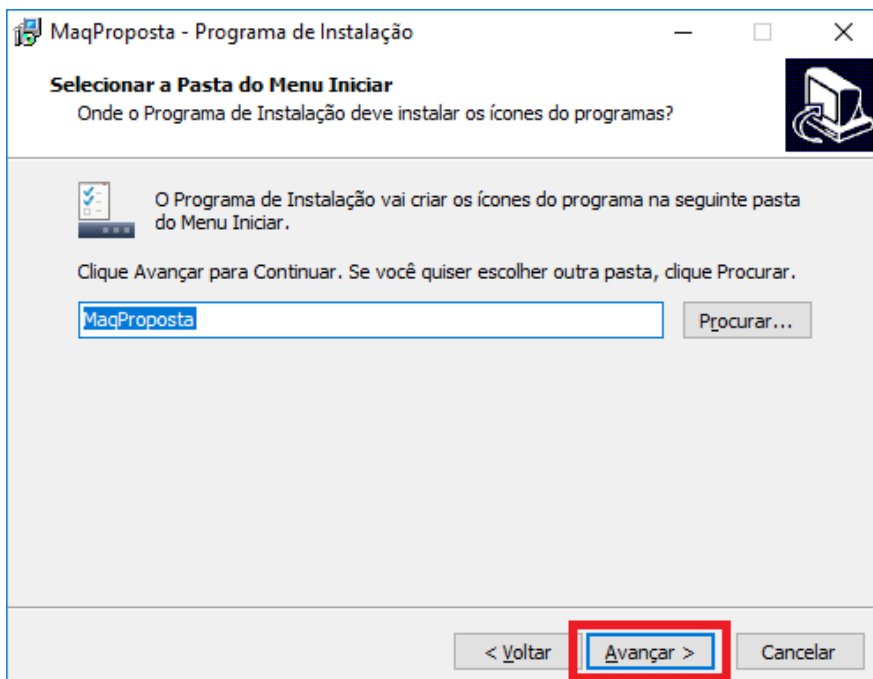 MaqProposta - Programa de Instalação
Selecionar a Pasta do Menu Iniciar
Onde o Programa de Instalação deve instalar os ícones do programas?
O Programa de Instalação vai criar os ícones do programa na seguinte pasta
do Menu Iniciar.
Clique Avançar para Continuar. Se você quiser escolher outra pasta, clique Procurar.
MaqProposta
Procurar...
< Voltar
Avançar >
Cancelar